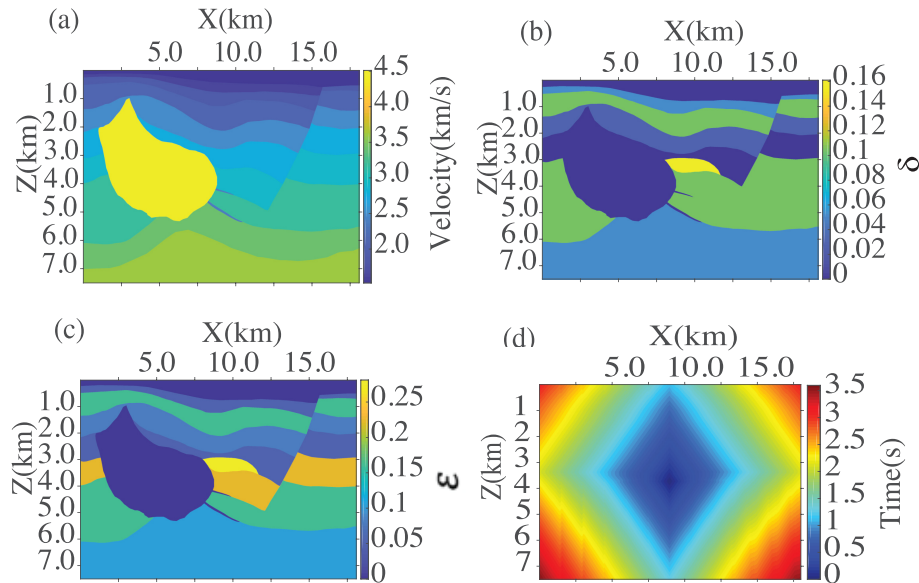 (a)
X(km)
5.0 10.0 15.0
Z(km)
1.0
2.0
3.0
4.0
5.0
6.0
7.0
4.5
4.0
3.5
3.0
2.5
2.0
Velocity(km/s)
(b)
X(km)
5.0 10.0 15.0
Z(km)
1.0
2.0
3.0
4.0
5.0
6.0
7.0
0.16
0.14
0.12
0.10
0.08
0.06
0.04
0.02
0
δ
(c)
X(km)
5.0 10.0 15.0
Z(km)
1.0
2.0
3.0
4.0
5.0
6.0
7.0
0.25
0.20
0.15
0.1
0.05
0
ε
(d)
X(km)
5.0 10.0 15.0
Z(km)
1
2
3
4
5
6
7
3.5
3
2.5
2
1.5
1
0.5
0
Time(s)